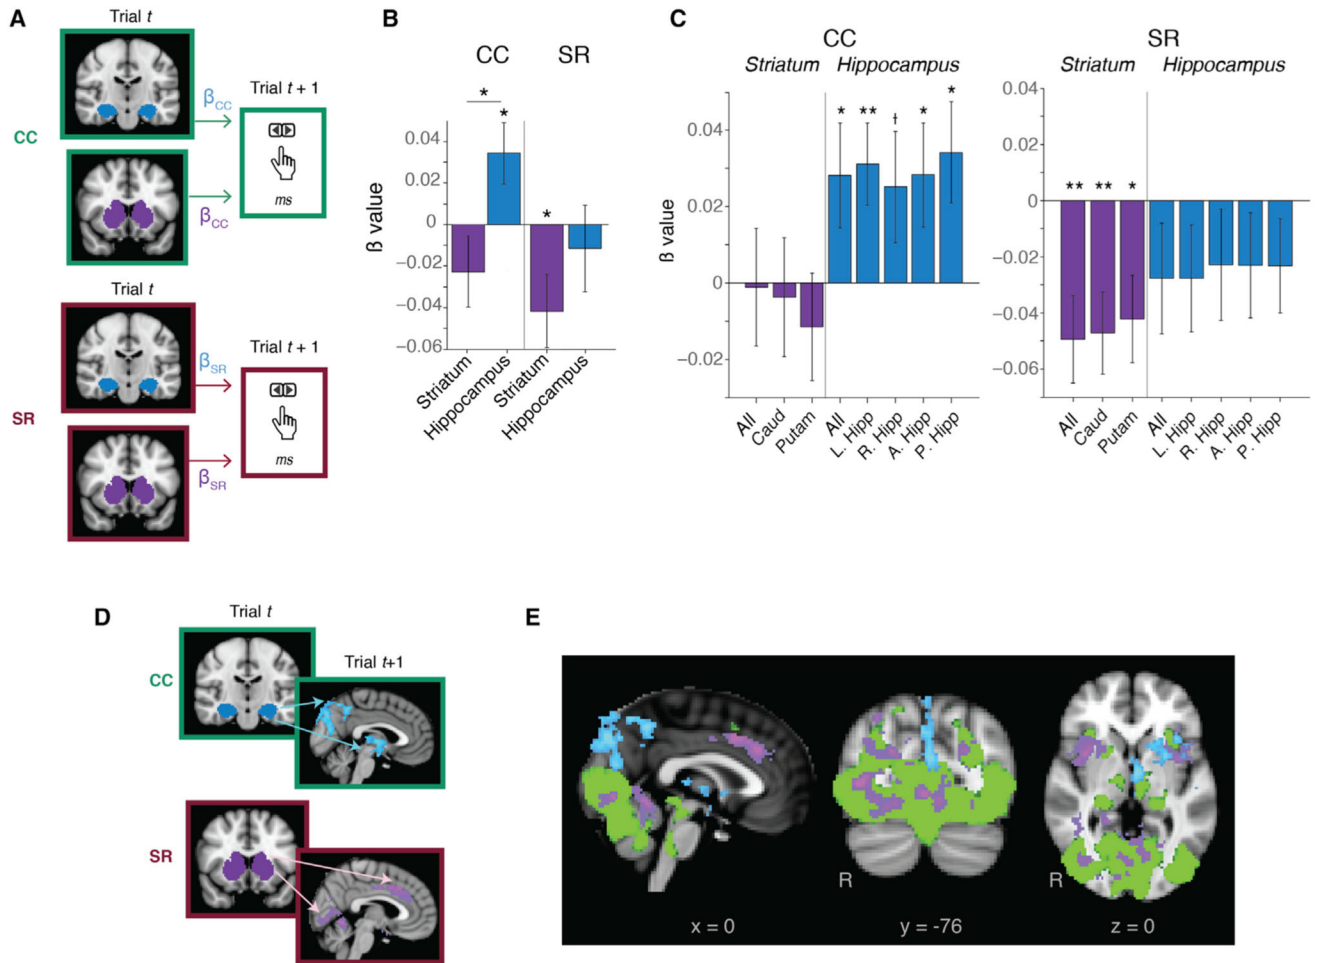 A
Trial t
CC
βCC
βCC
Trial t + 1
ms
Trial t
SR
βSR
βSR
Trial t + 1
ms
B
CC SR
* * *
ß value
0.04
0.02
0
−0.02
−0.04
−0.06
Striatum
Hippocampus
Striatum
Hippocampus
C
CC
Striatum Hippocampus
* ** † * *
ß value
0.04
0.02
0
−0.02
All
Caud
Putam
All
L. Hipp
R. Hipp
A. Hipp
P. Hipp
SR
Striatum Hippocampus
** ** *
0.04
0.02
0
−0.02
−0.04
−0.06
All
Caud
Putam
All
L. Hipp
R. Hipp
A. Hipp
P. Hipp
D
Trial t
CC
Trial t+1
SR
E
R
R
x = 0
y = -76
z = 0